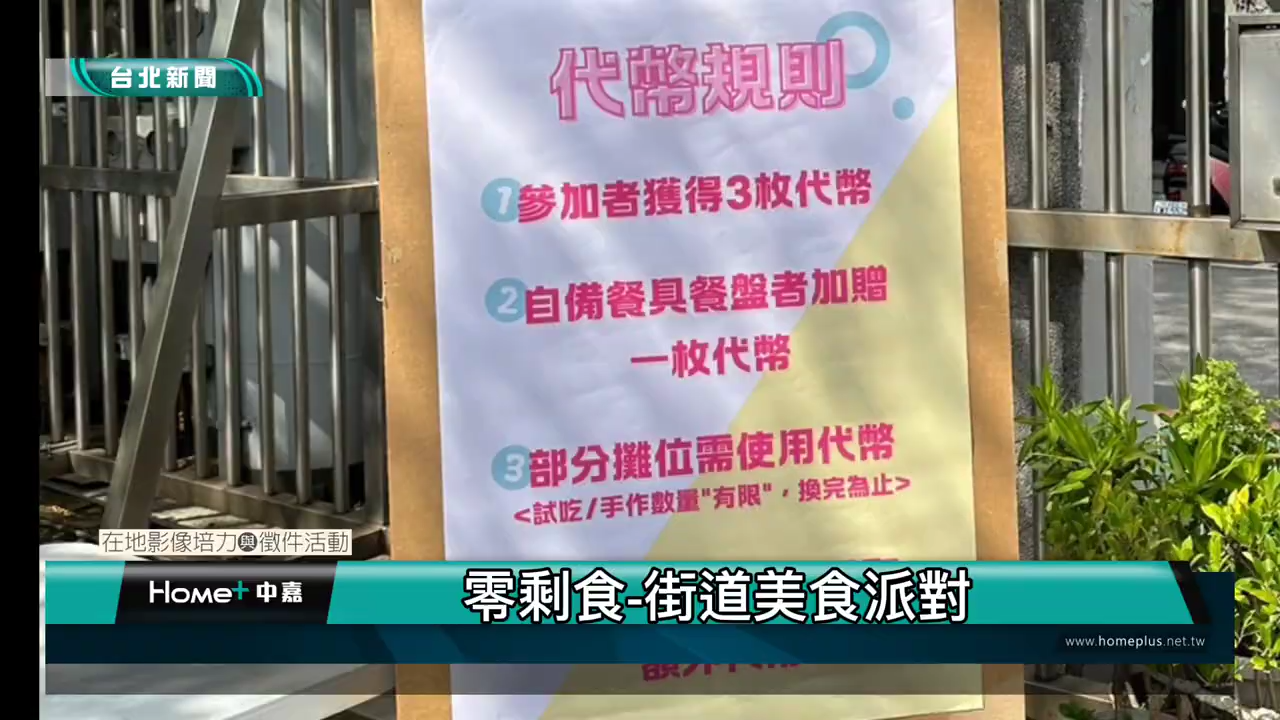 台北新聞
代幣規則
1 參加者獲得3枚代幣
2 自備餐具餐盤者加贈
一枚代幣
3 部分攤位需使用代幣
<試吃/手作數量"有限"，換完為止>
在地影像培力與徵件活動
Home+中嘉
零剩食-街道美食派對
www.homeplus.net.tw